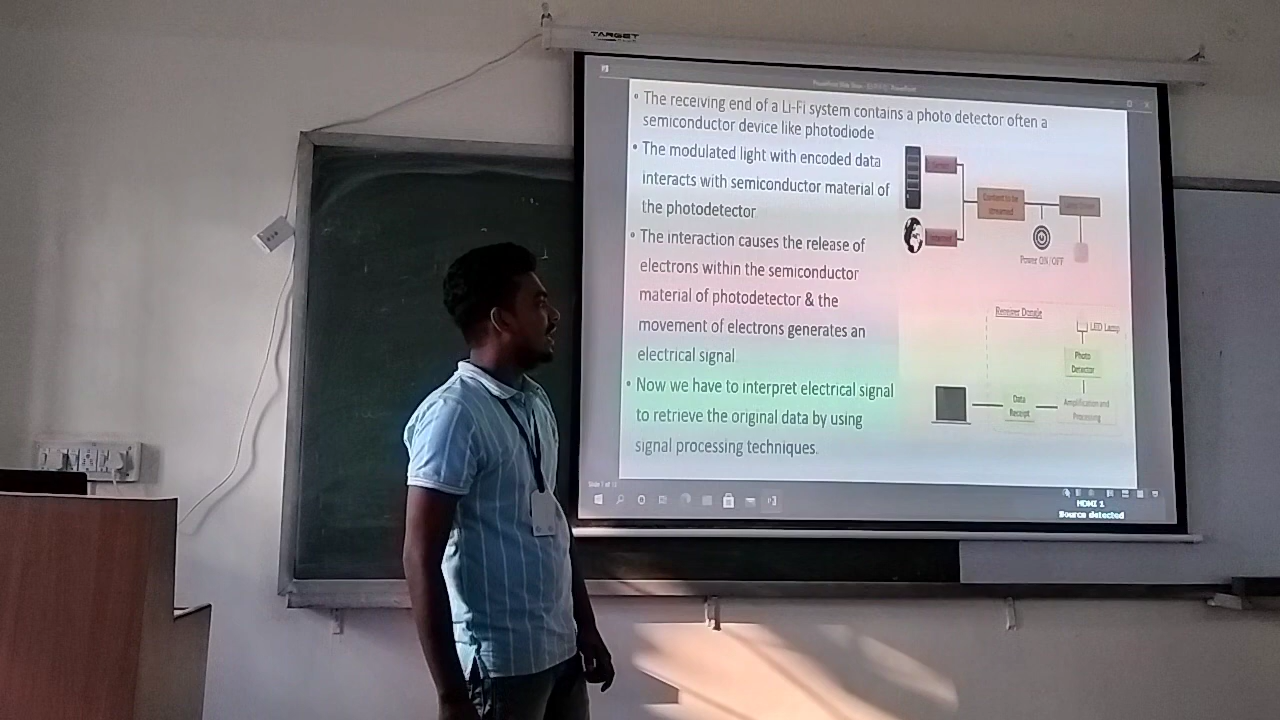 TARGET
• The receiving end of a Li-Fi system contains a photo detector often a
semiconductor device like photodiode
• The modulated light with encoded data
interacts with semiconductor material of
the photodetector
• The interaction causes the release of
electrons within the semiconductor
material of photodetector & the
movement of electrons generates an
electrical signal
• Now we have to interpret electrical signal
to retrieve the original data by using
signal processing techniques.
Content to be
streamed
Power ON/OFF
Receiver Dongle
LED Lamp
Photo
Detector
Data
Receipt
Amplification and
Processing
HDMI 1
Source detected